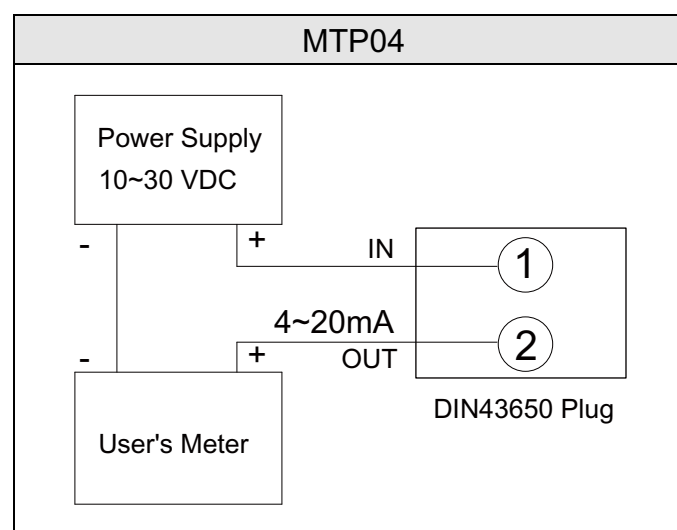 MTP04
Power Supply
10~30 VDC
- +
IN
1
4~20mA
OUT
2
- +
DIN43650 Plug
User's Meter